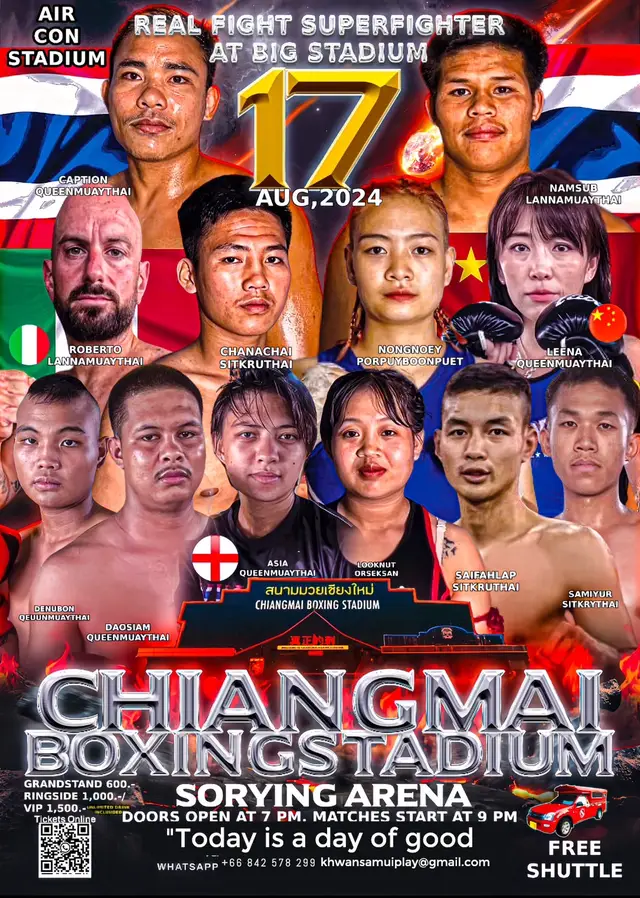 AIR
CON
STADIUM
REAL FIGHT SUPERFIGHTER
AT BIG STADIUM
17
AUG,2024
CAPTION
QUEENMUAYTHAI
NAMSUB
LANNAMUAYTHAI
ROBERTO
LANNAMUAYTHAI
CHANACHAI
SITKRUTHAI
NONGNOEY
PORPUYBOONPUET
LEENA
QUEENMUAYTHAI
ASIA
QUEENMUAYTHAI
LOOKNUT
ORSEKSAN
SAIFAHLAP
SITKRUTHAI
SAMIYUR
SITKRYTHAI
DENUBON
QEUUNMUAYTHAI
DAOSIAM
QUEENMUAYTHAI
สนามมวยเชียงใหม่
CHIANGMAI BOXING STADIUM
CHIANGMAI
BOXINGSTADIUM
GRANDSTAND 600.-
RINGSIDE 1,000.-/
VIP 1,500.-
UNLIMITED DRINK
INCLUDED
Tickets Online
SORYING ARENA
DOORS OPEN AT 7 PM. MATCHES START AT 9 PM
"Today is a day of good
WHATSAPP +66 842 578 299 khwansamuiplay@gmail.com
FREE
SHUTTLE